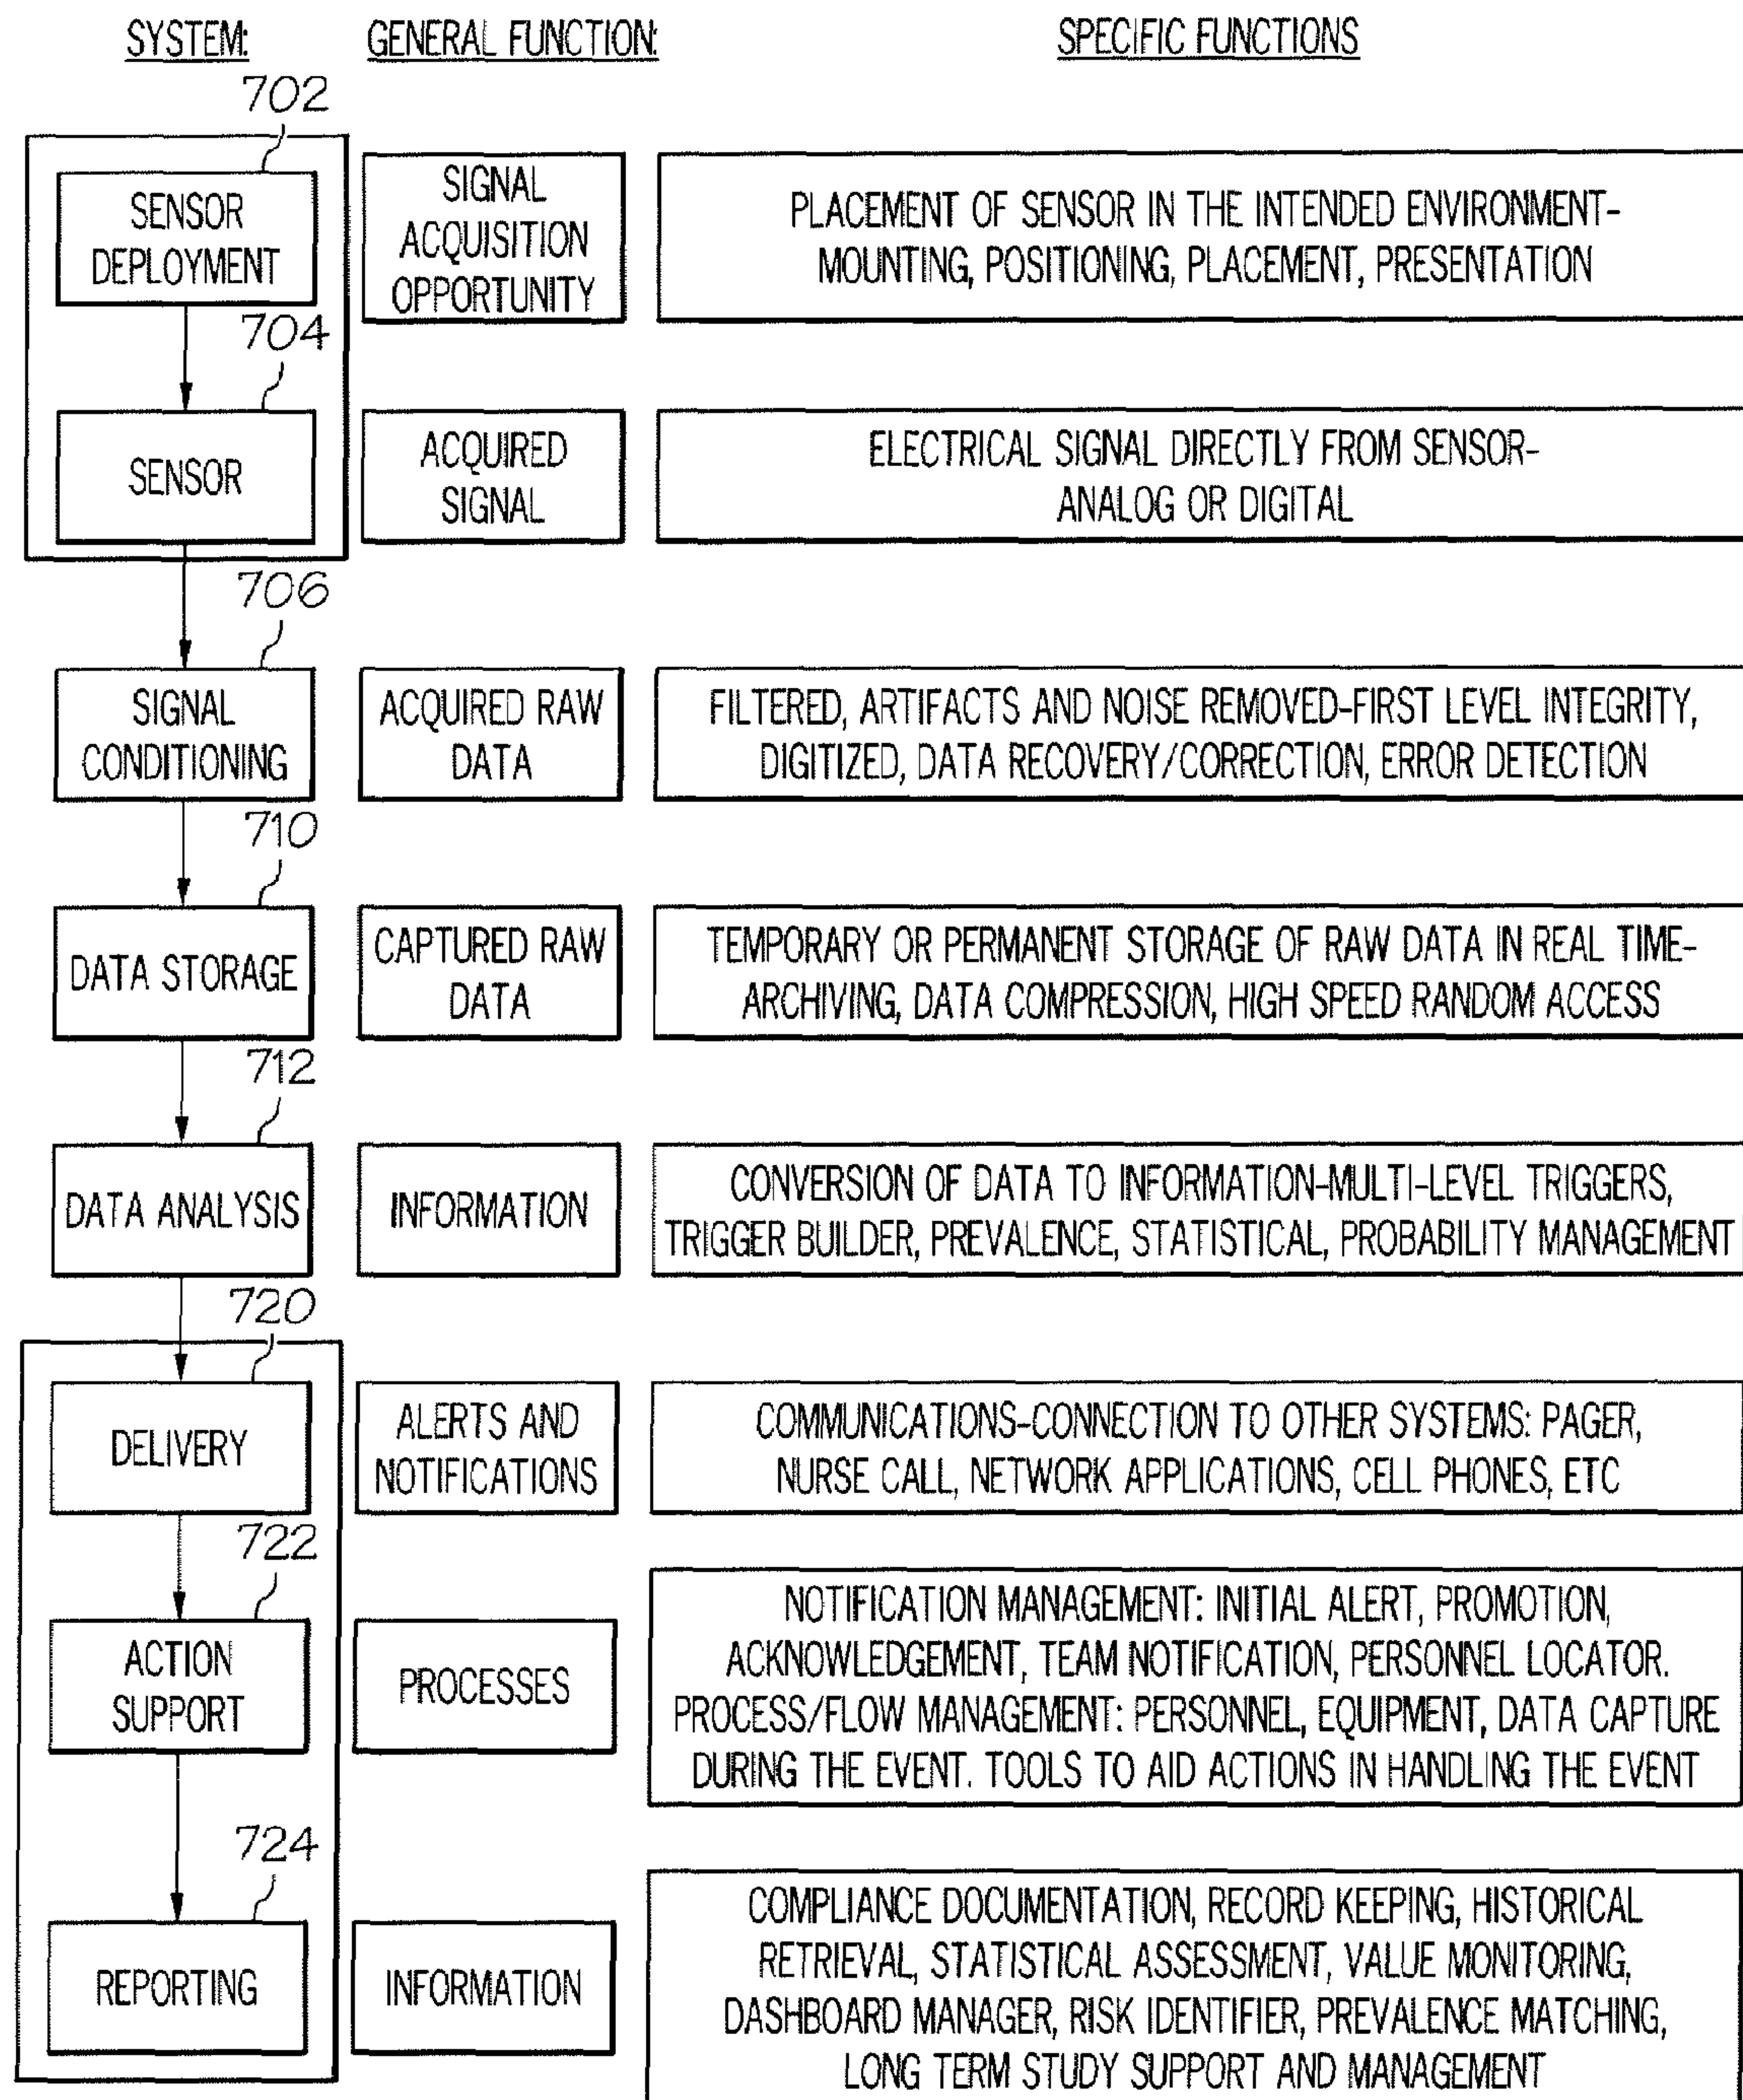 SYSTEM:
GENERAL FUNCTION:
SPECIFIC FUNCTIONS
702
SENSOR
DEPLOYMENT
SIGNAL
ACQUISITION
OPPORTUNITY
PLACEMENT OF SENSOR IN THE INTENDED ENVIRONMENT-
MOUNTING, POSITIONING, PLACEMENT, PRESENTATION
704
SENSOR
ACQUIRED
SIGNAL
ELECTRICAL SIGNAL DIRECTLY FROM SENSOR-
ANALOG OR DIGITAL
706
SIGNAL
CONDITIONING
ACQUIRED RAW
DATA
FILTERED, ARTIFACTS AND NOISE REMOVED-FIRST LEVEL INTEGRITY,
DIGITIZED, DATA RECOVERY/CORRECTION, ERROR DETECTION
710
DATA STORAGE
CAPTURED RAW
DATA
TEMPORARY OR PERMANENT STORAGE OF RAW DATA IN REAL TIME-
ARCHIVING, DATA COMPRESSION, HIGH SPEED RANDOM ACCESS
712
DATA ANALYSIS
INFORMATION
CONVERSION OF DATA TO INFORMATION-MULTI-LEVEL TRIGGERS,
TRIGGER BUILDER, PREVALENCE, STATISTICAL, PROBABILITY MANAGEMENT
720
DELIVERY
ALERTS AND
NOTIFICATIONS
COMMUNICATIONS-CONNECTION TO OTHER SYSTEMS: PAGER,
NURSE CALL, NETWORK APPLICATIONS, CELL PHONES, ETC
722
ACTION
SUPPORT
PROCESSES
NOTIFICATION MANAGEMENT: INITIAL ALERT, PROMOTION,
ACKNOWLEDGEMENT, TEAM NOTIFICATION, PERSONNEL LOCATOR.
PROCESS/FLOW MANAGEMENT: PERSONNEL, EQUIPMENT, DATA CAPTURE
DURING THE EVENT. TOOLS TO AID ACTIONS IN HANDLING THE EVENT
724
REPORTING
INFORMATION
COMPLIANCE DOCUMENTATION, RECORD KEEPING, HISTORICAL
RETRIEVAL, STATISTICAL ASSESSMENT, VALUE MONITORING,
DASHBOARD MANAGER, RISK IDENTIFIER, PREVALENCE MATCHING,
LONG TERM STUDY SUPPORT AND MANAGEMENT